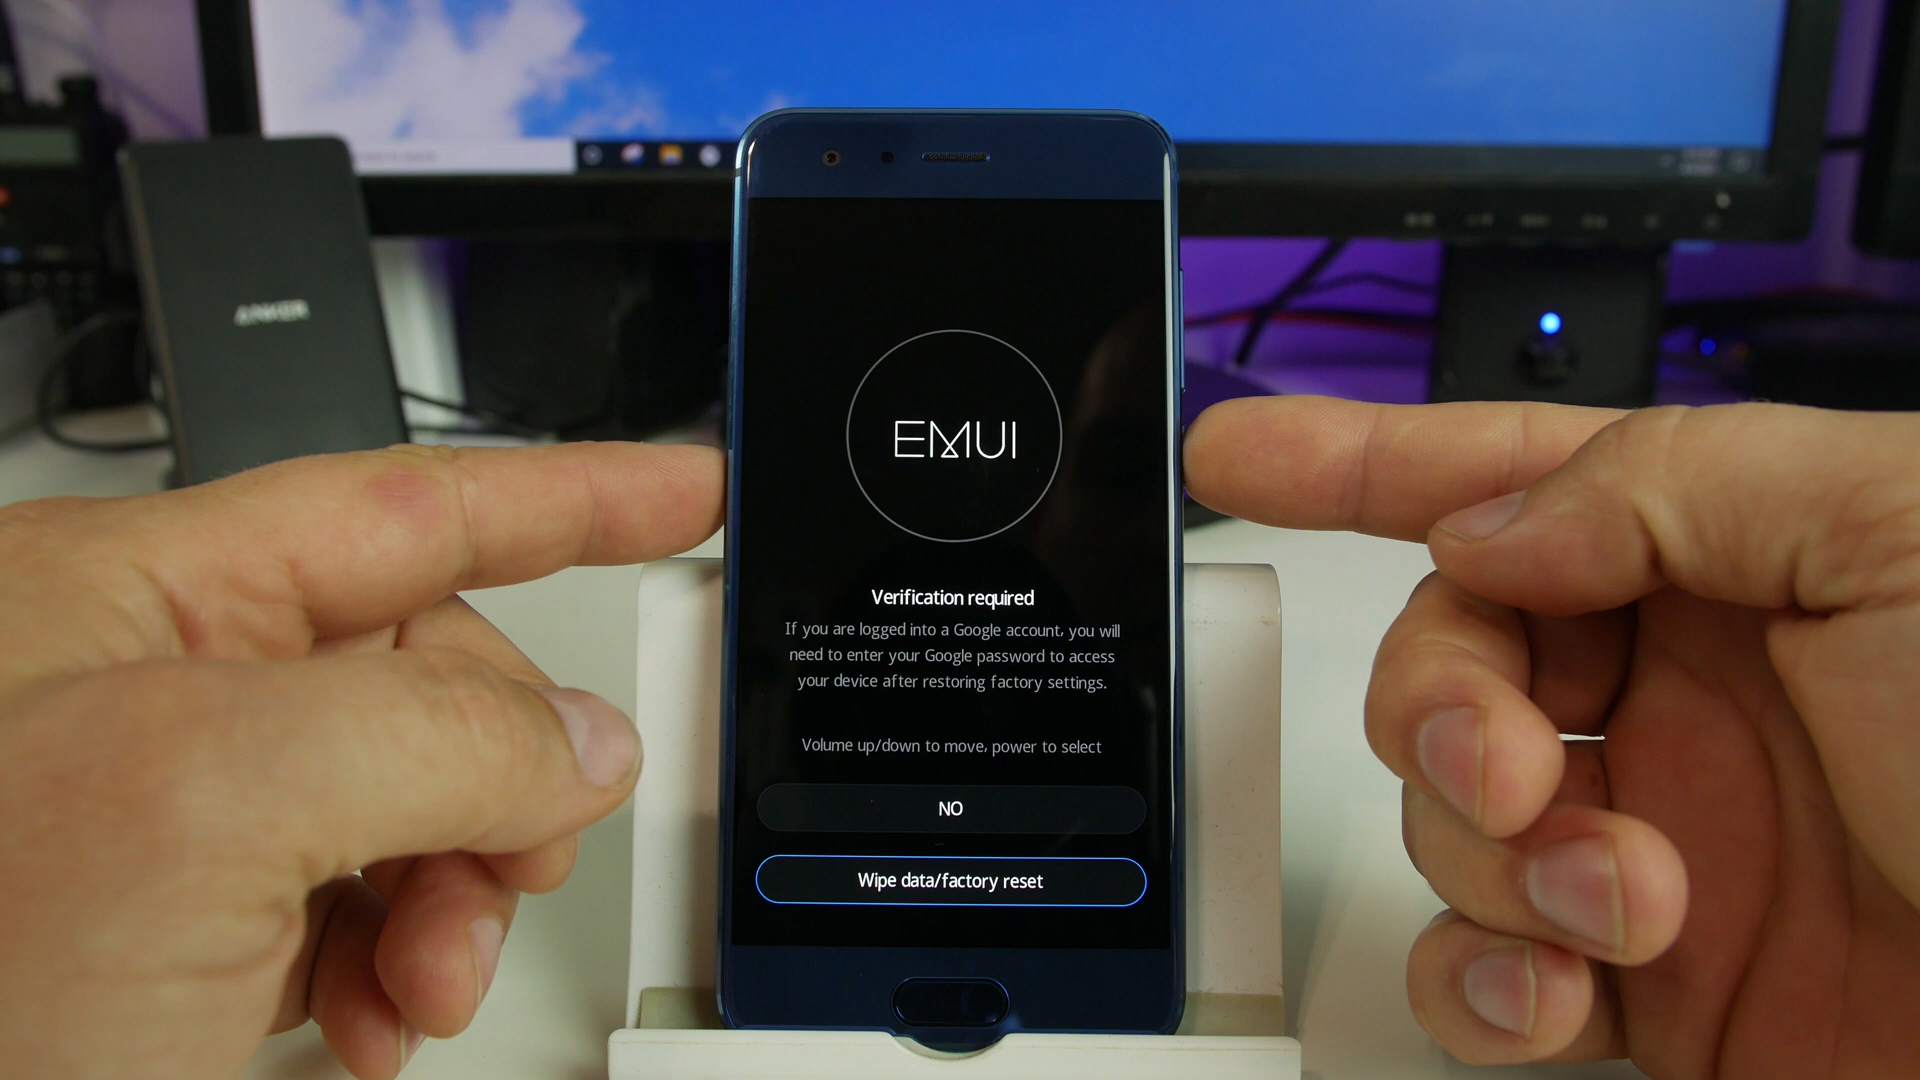 ANKER
EMUI
Verification required
If you are logged into a Google account, you will
need to enter your Google password to access
your device after restoring factory settings.
Volume up/down to move, power to select
NO
Wipe data/factory reset